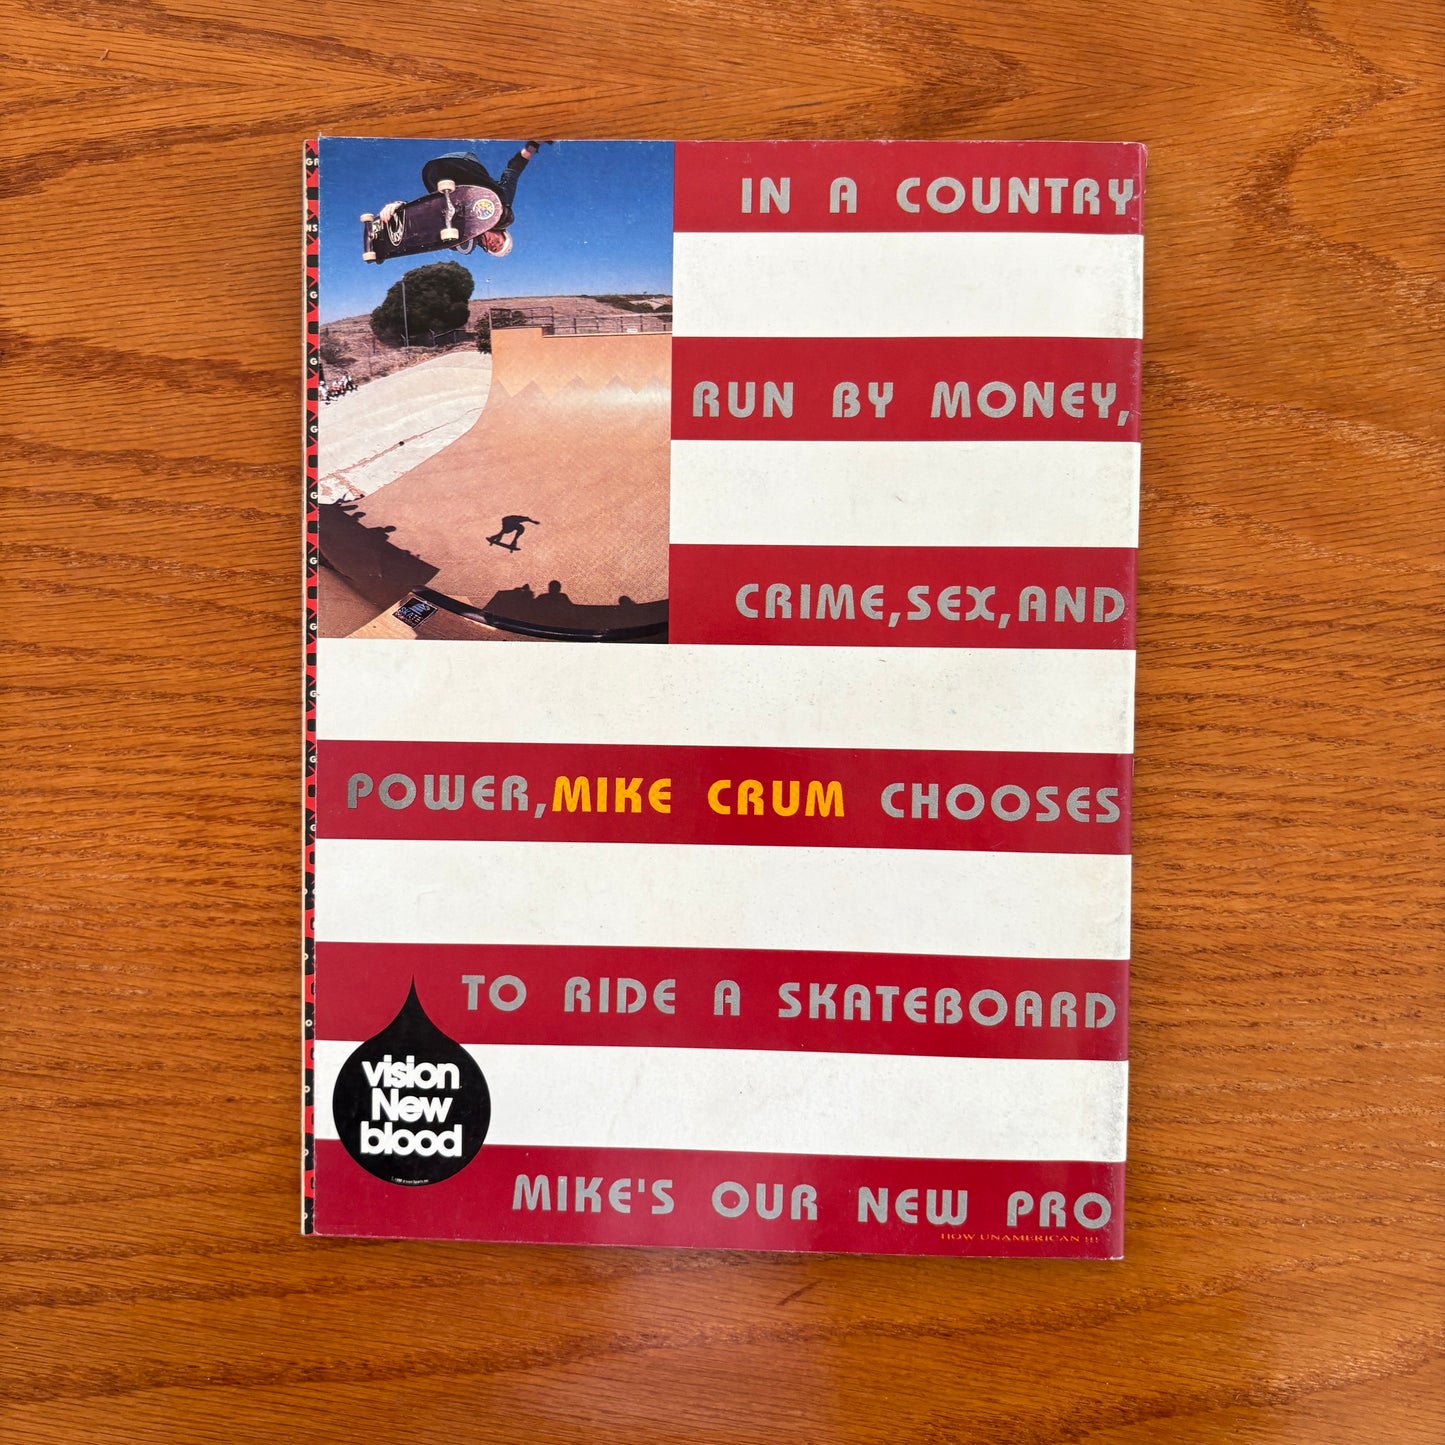 IN A COUNTRY
RUN BY MONEY,
CRIME,SEX,AND
POWER,MIKE CRUM CHOOSES
TO RIDE A SKATEBOARD
vision
New
blood
MIKE'S OUR NEW PRO
HOW UNAMERICAN !!!